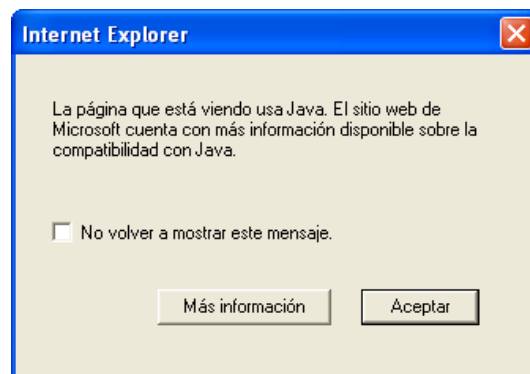 Internet Explorer
La página que está viendo usa Java. El sitio web de
Microsoft cuenta con más información disponible sobre la
compatibilidad con Java.
No volver a mostrar este mensaje.
Más información
Aceptar